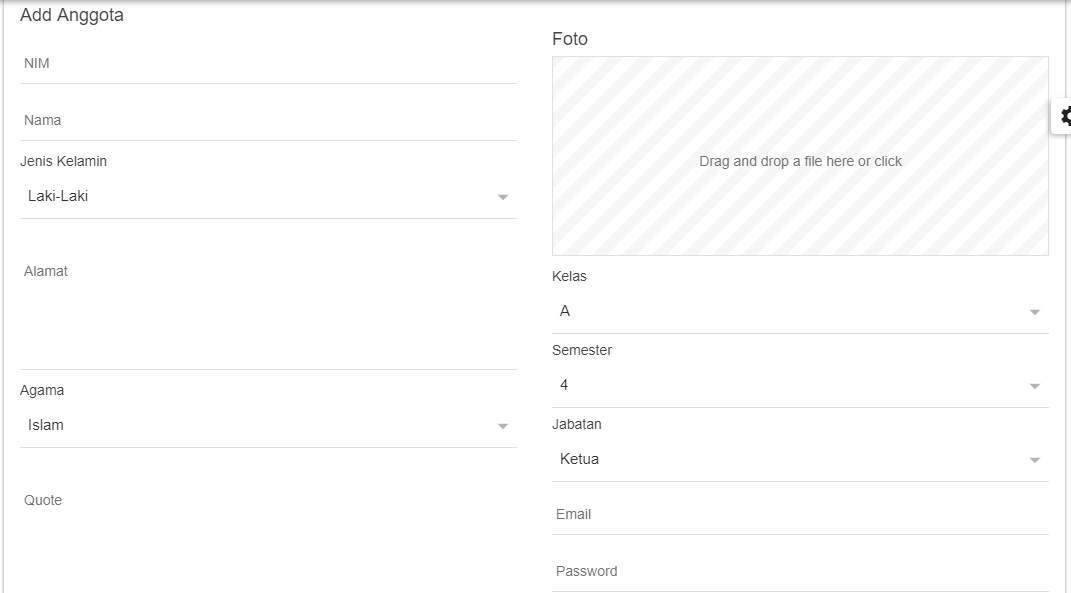 Add Anggota
NIM
Nama
Jenis Kelamin
Laki-Laki
Alamat
Agama
Islam
Quote
Foto
Drag and drop a file here or click
Kelas
A
Semester
4
Jabatan
Ketua
Email
Password